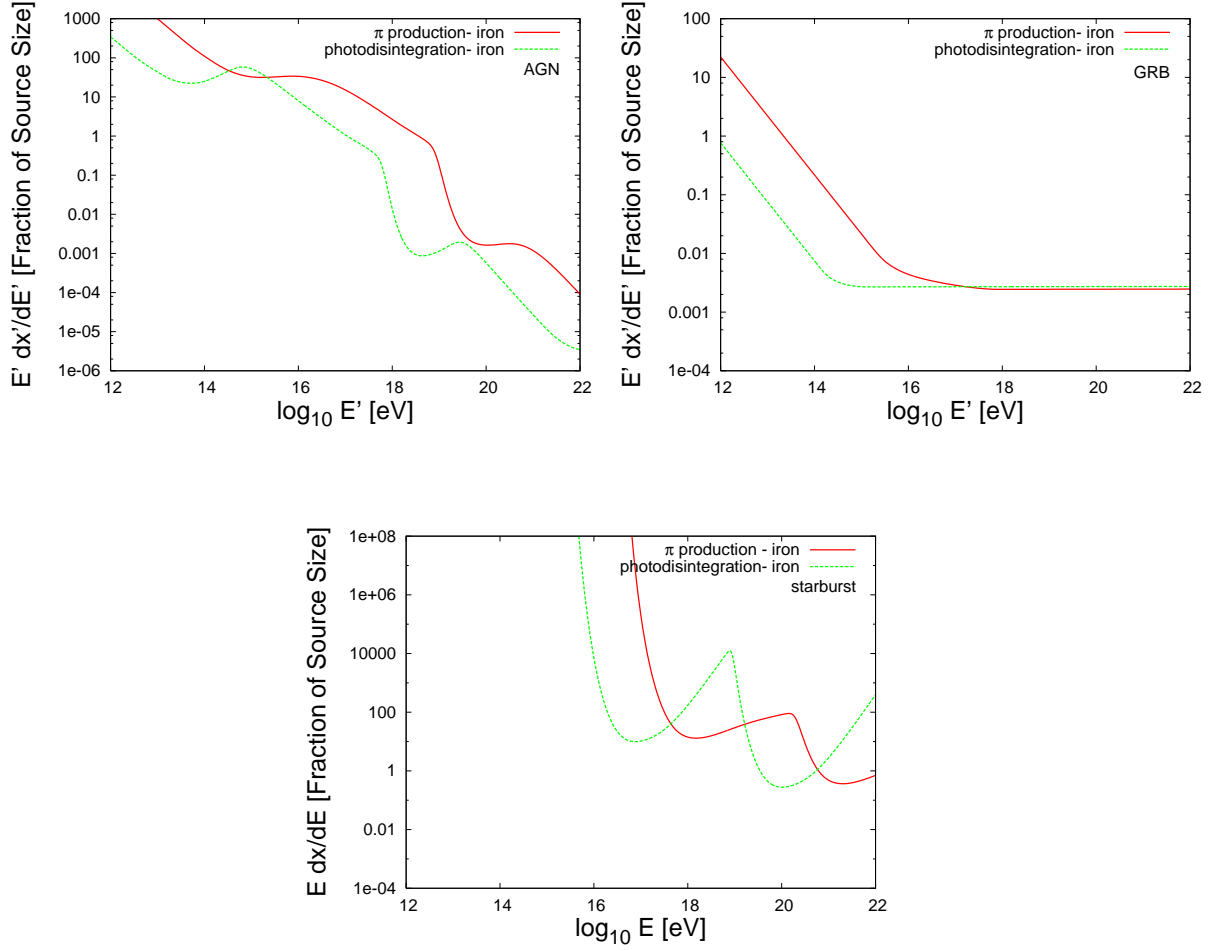 E' dx'/dE' [Fraction of Source Size]
1000
100
10
1
0.1
0.01
0.001
1e-04
1e-05
1e-06
12 14 16 18 20 22
log10 E' [eV]
π production- iron
photodisintegration- iron
AGN
E' dx'/dE' [Fraction of Source Size]
100
10
1
0.1
0.01
0.001
1e-04
12 14 16 18 20 22
log10 E' [eV]
π production- iron
photodisintegration- iron
GRB
E dx/dE [Fraction of Source Size]
1e+08
1e+06
10000
100
1
0.01
1e-04
12 14 16 18 20 22
log10 E [eV]
π production - iron
photodisintegration- iron
starburst